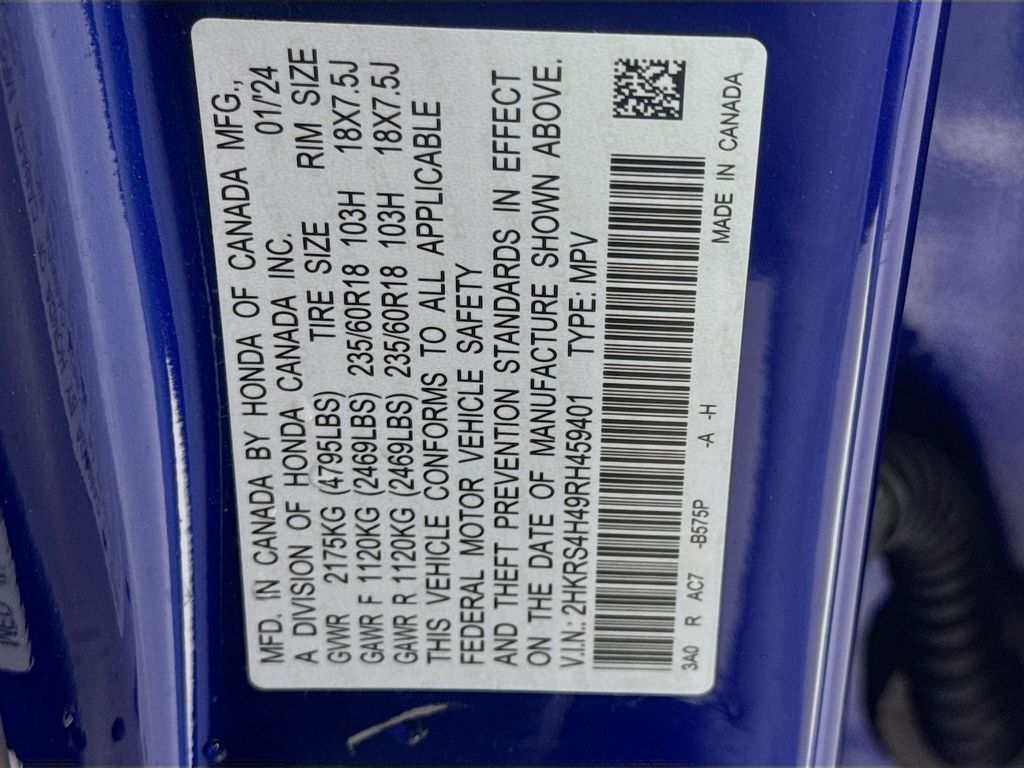 MFD. IN CANADA BY HONDA OF CANADA MFG.,
A DIVISION OF HONDA CANADA INC. 01/'24
GVWR 2175KG (4795LBS) TIRE SIZE RIM SIZE
GAWR F 1120KG (2469LBS) 235/60R18 103H 18X7.5J
GAWR R 1120KG (2469LBS) 235/60R18 103H 18X7.5J
THIS VEHICLE CONFORMS TO ALL APPLICABLE
FEDERAL MOTOR VEHICLE SAFETY
AND THEFT PREVENTION STANDARDS IN EFFECT
ON THE DATE OF MANUFACTURE SHOWN ABOVE.
V.I.N.: 2HKRS4H49RH459401 TYPE: MPV
3A0 R AC7 -B575P -A -H MADE IN CANADA